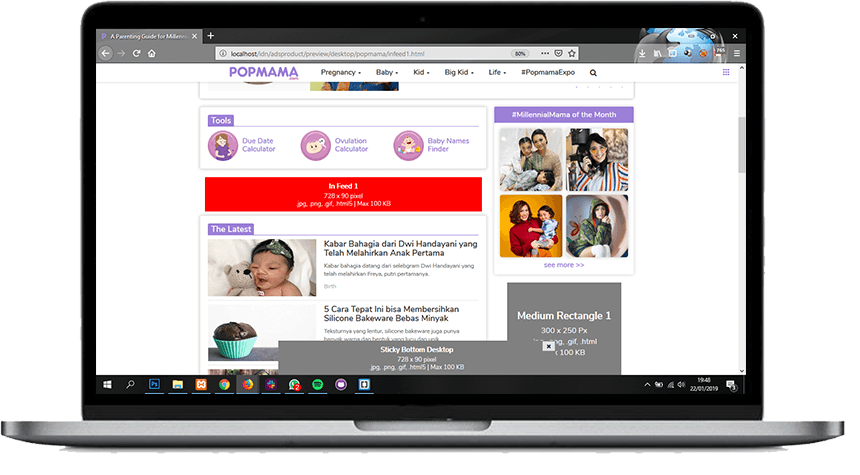 A Parenting Guide for Millenni
localhost/idn/adsproduct/preview/desktop/popmama/infeed1.html
80%
765
POPMAMA
.com
Pregnancy
Baby
Kid
Big Kid
Life
#PopmamaExpo
Tools
Due Date
Calculator
Ovulation
Calculator
Baby Names
Finder
#MillennialMama of the Month
see more >>
In Feed 1
728 x 90 pixel
.jpg, .png, .gif, .html5 | Max 100 KB
The Latest
Kabar Bahagia dari Dwi Handayani yang
Telah Melahirkan Anak Pertama
Kabar bahagia datang dari selebgram Dwi Handayani yang
telah melahirkan Freya, putri pertamanya.
Birth
5 Cara Tepat Ini bisa Membersihkan
Silicone Bakeware Bebas Minyak
Teksturnya yang lentur, silicone bakeware juga punya
banyak warna dan bentuk yang lucu dan unik
Medium Rectangle 1
300 x 250 Px
.gif, .html
100 KB
Sticky Bottom Desktop
728 x 90 pixel
.jpg, .png, .gif, .html5 | Max 100 KB
19:48
22/01/2019